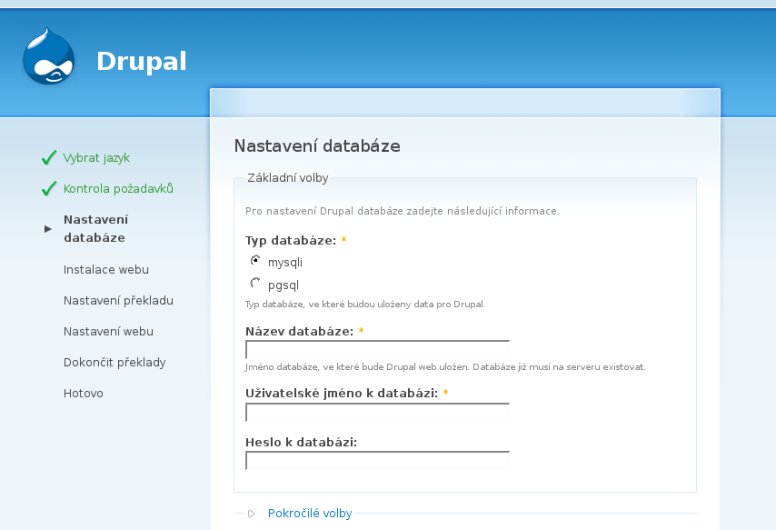 Drupal
Vybrat jazyk
Kontrola požadavků
Nastavení
databáze
Instalace webu
Nastavení překladu
Nastavení webu
Dokončit překlady
Hotovo
Nastavení databáze
Základní volby
Pro nastavení Drupal databáze zadejte následující informace.
Typ databáze: *
mysqli
pgsql
Typ databáze, ve které budou uloženy data pro Drupal.
Název databáze: *
Jméno databáze, ve které bude Drupal web uložen. Databáze již musí na serveru existovat.
Uživatelské jméno k databázi: *
Heslo k databázi:
Pokročilé volby